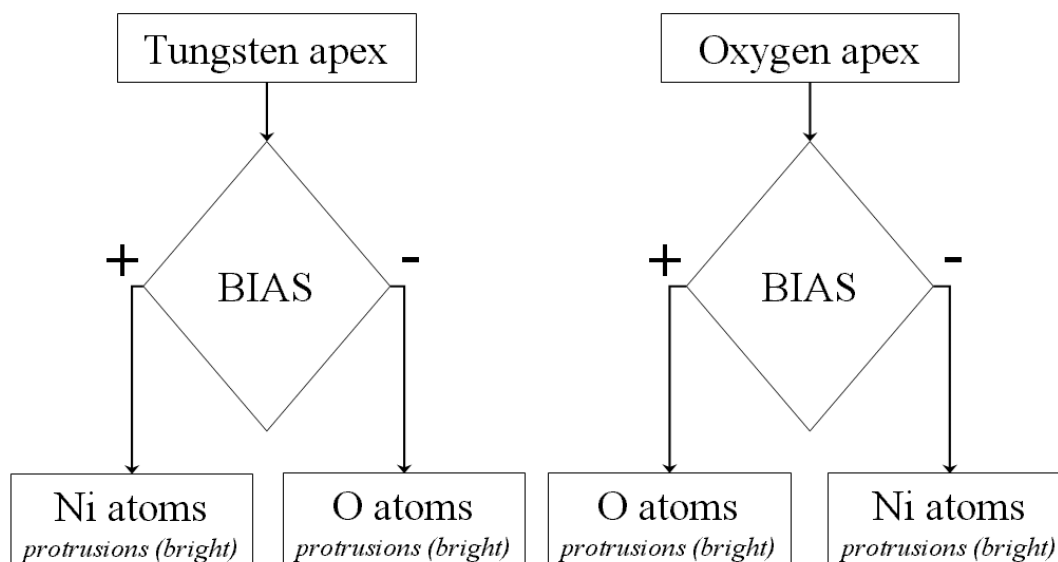 Tungsten apex
Oxygen apex
+
-
+
-
BIAS
BIAS
Ni atoms
protrusions (bright)
O atoms
protrusions (bright)
O atoms
protrusions (bright)
Ni atoms
protrusions (bright)